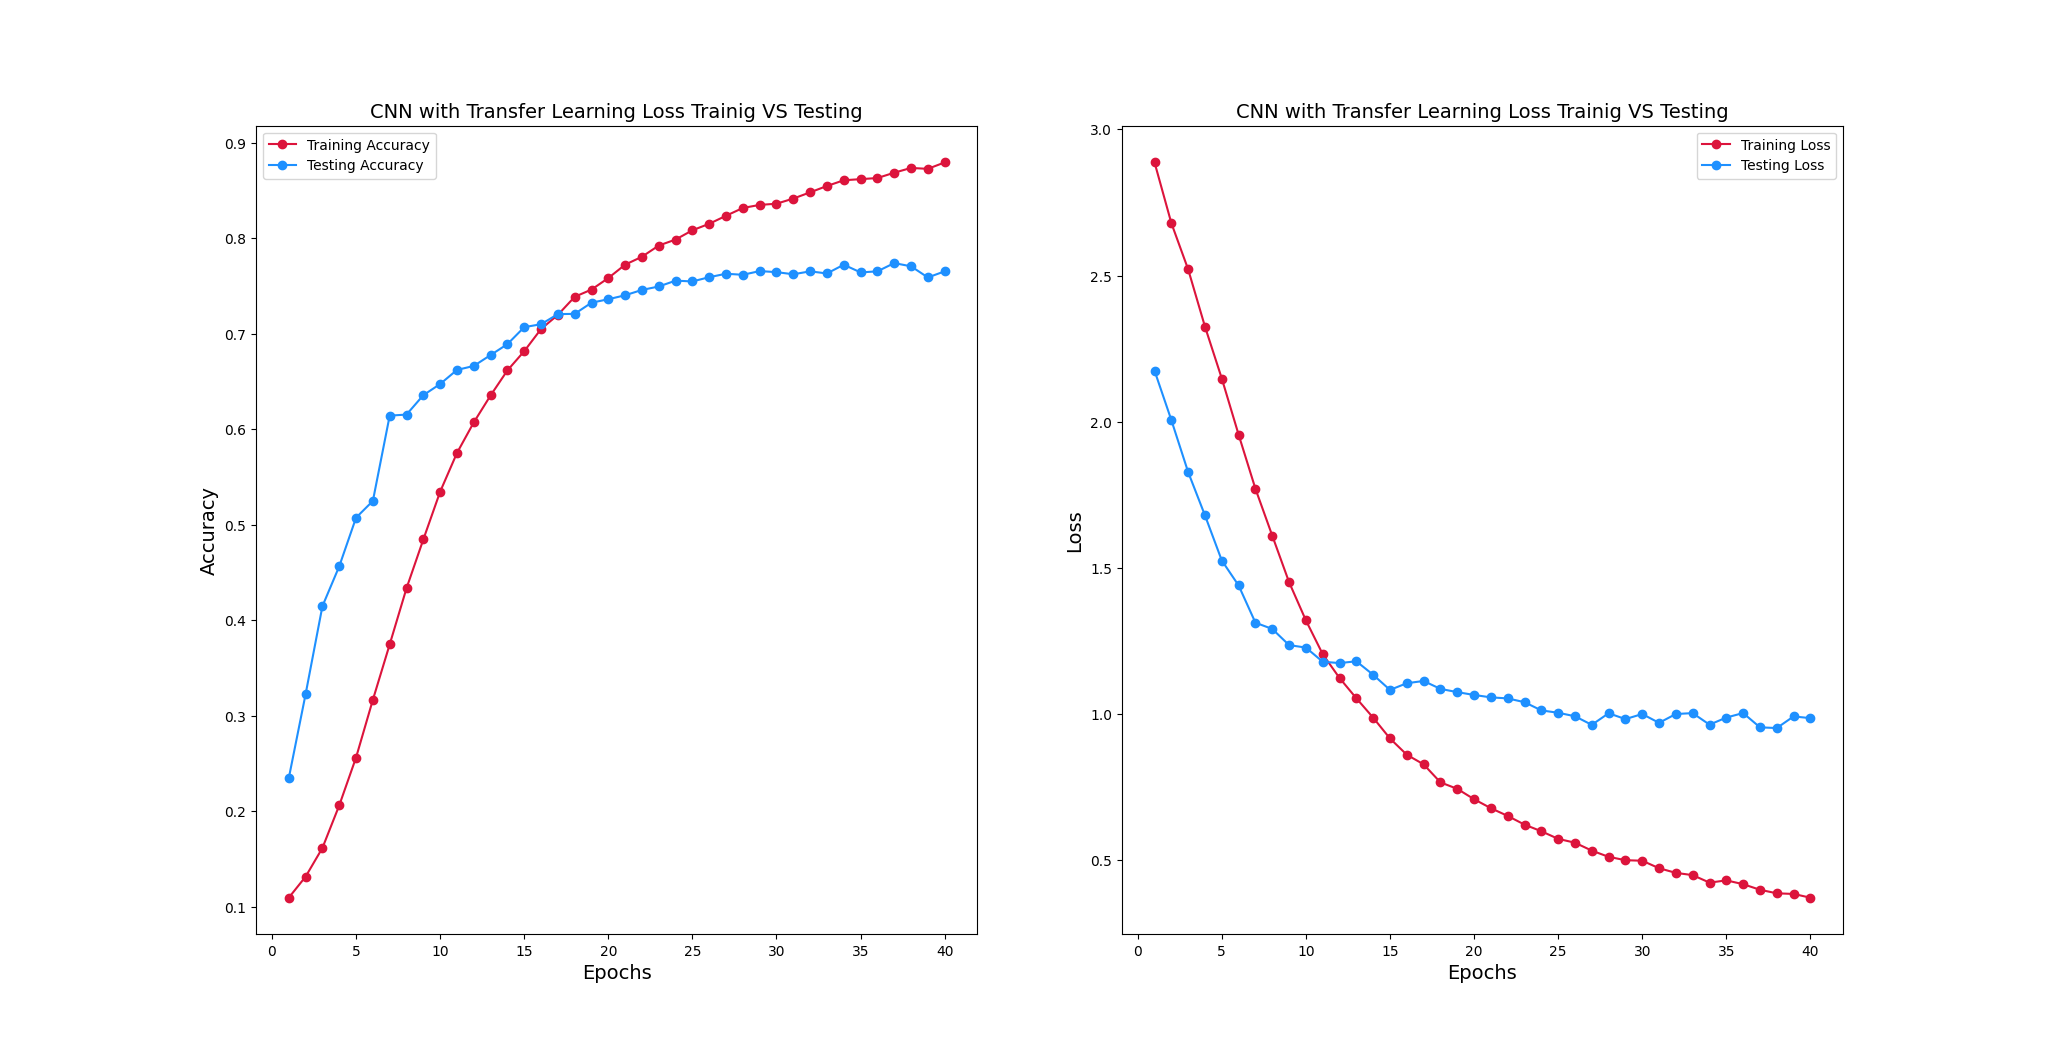 CNN with Transfer Learning Loss Trainig VS Testing
Training Accuracy
Testing Accuracy
0.9
0.8
0.7
0.6
0.5
0.4
0.3
0.2
0.1
Accuracy
0 5 10 15 20 25 30 35 40
Epochs
CNN with Transfer Learning Loss Trainig VS Testing
Training Loss
Testing Loss
3.0
2.5
2.0
1.5
1.0
0.5
Loss
0 5 10 15 20 25 30 35 40
Epochs